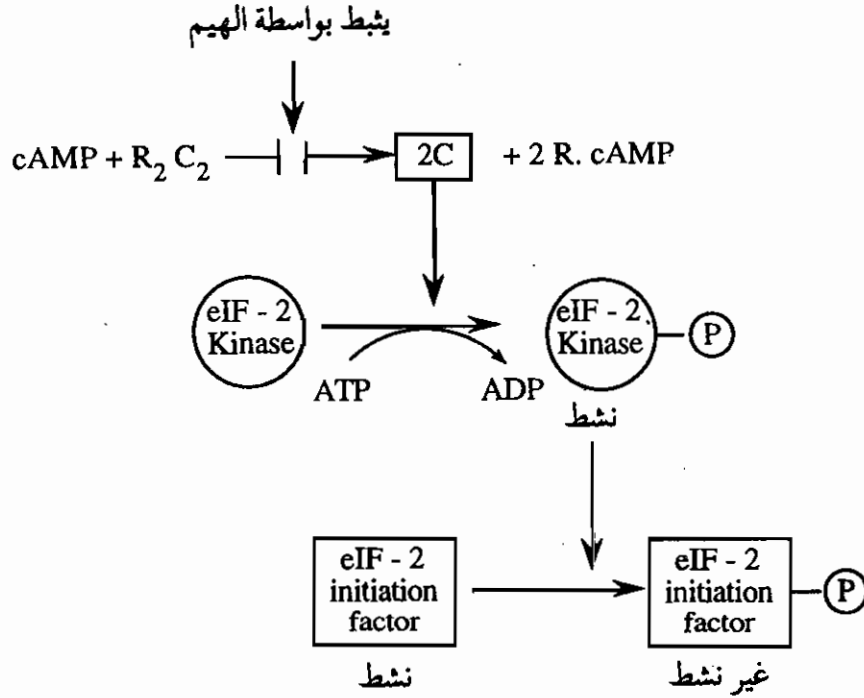 يثبط بواسطة الهيم
cAMP + R2 C2 2C + 2 R. cAMP
eIF - 2
Kinase
ATP
ADP
eIF - 2
Kinase
P
نشط
eIF - 2
initiation
factor
نشط
eIF - 2
initiation
factor
P
غير نشط